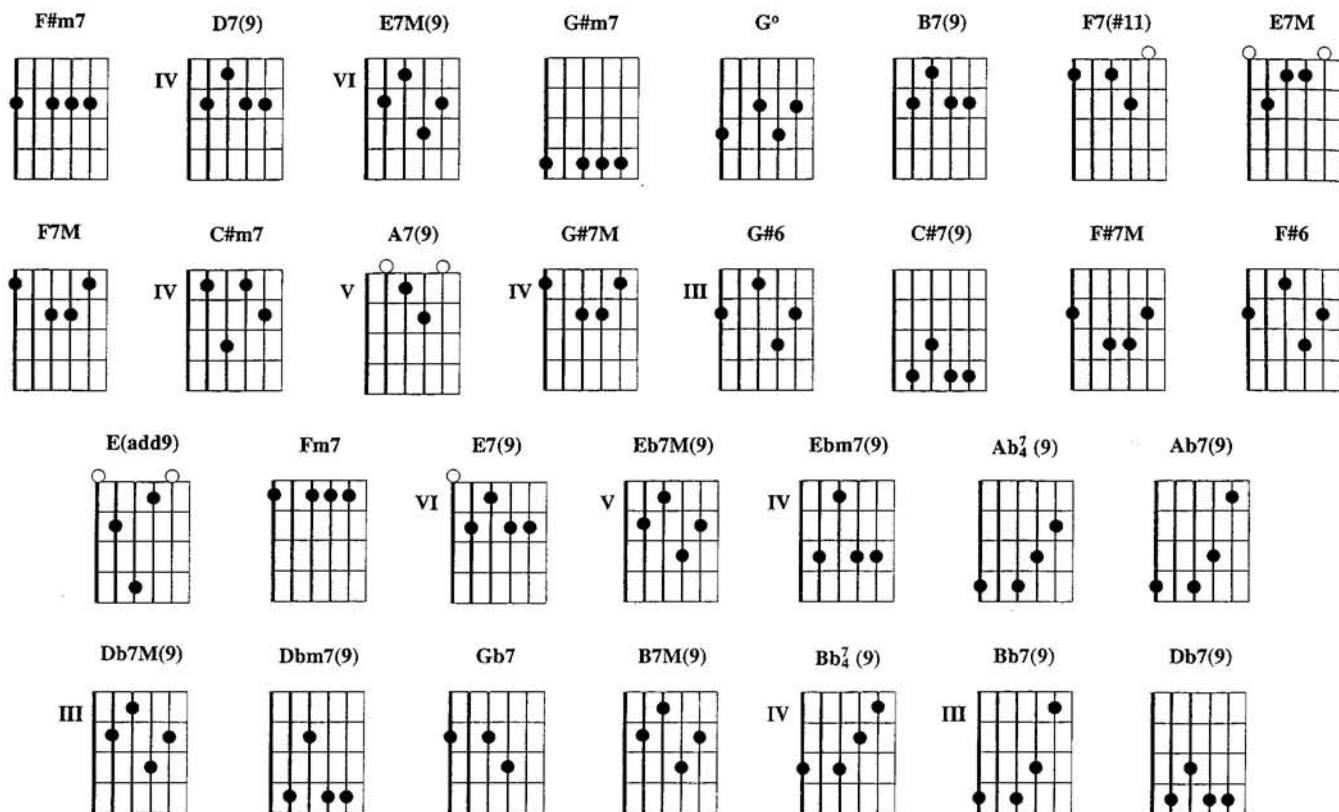 F#m7 D7(9) E7M(9) G#m7 Gº B7(9) F7(#11) E7M
IV VI
F7M C#m7 A7(9) G#7M G#6 C#7(9) F#7M F#6
IV V IV III
E(add9) Fm7 E7(9) Eb7M(9) Ebm7(9) Ab7/4 (9) Ab7(9)
VI V IV
Db7M(9) Dbm7(9) Gb7 B7M(9) Bb7/4 (9) Bb7(9) Db7(9)
III IV III